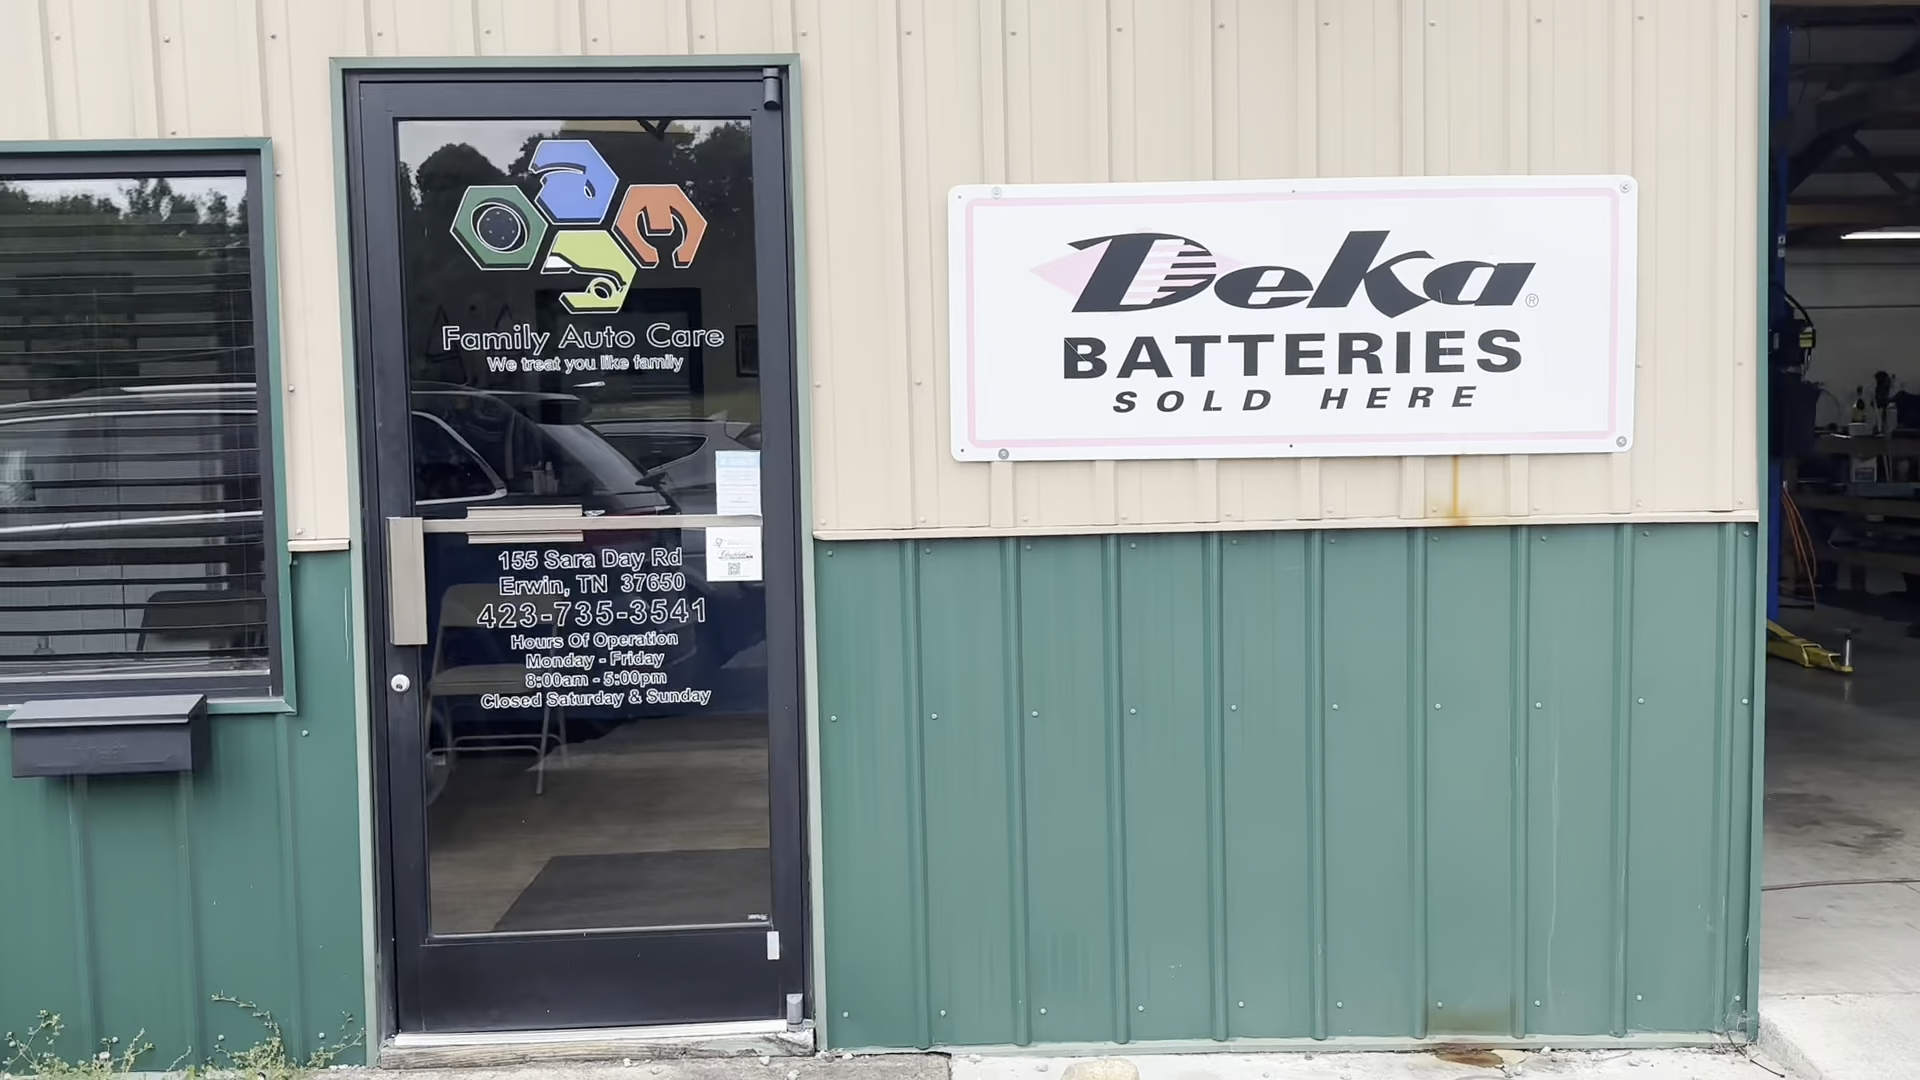 Family Auto Care
We treat you like family
155 Sara Day Rd
Erwin, TN 37650
423-735-3541
Hours Of Operation
Monday - Friday
8:00am - 5:00pm
Closed Saturday & Sunday
Deka®
BATTERIES
SOLD HERE